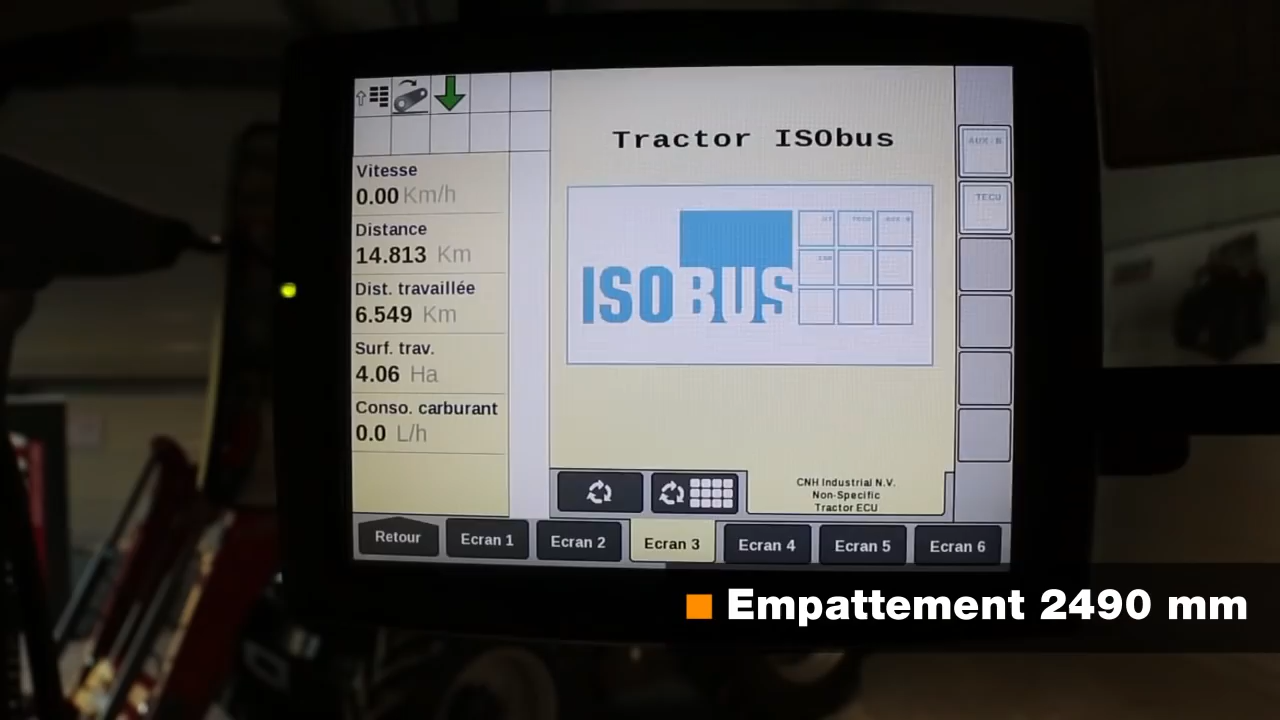 Tractor ISObus
Vitesse
0.00 Km/h
Distance
14.813 Km
Dist. travaillée
6.549 Km
Surf. trav.
4.06 Ha
Conso. carburant
0.0 L/h
ISOBUS
TECU
CNH Industrial N.V.
Non-Specific
Tractor ECU
Retour
Ecran 1
Ecran 2
Ecran 3
Ecran 4
Ecran 5
Ecran 6
Empattement 2490 mm